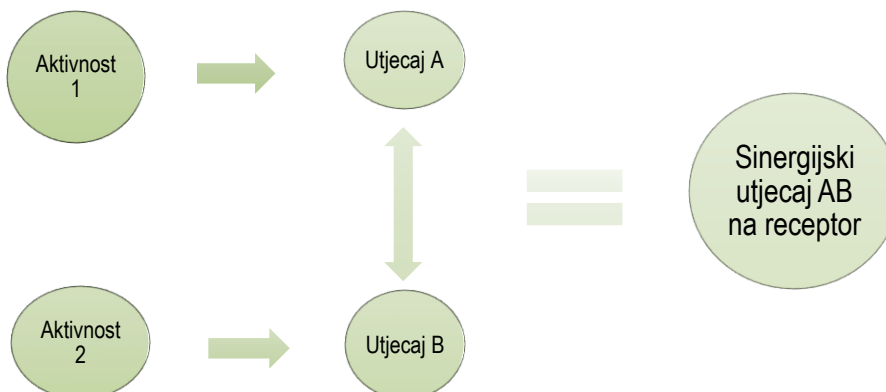 Aktivnost
1
Utjecaj A
Sinergijski
utjecaj AB
na receptor
Aktivnost
2
Utjecaj B